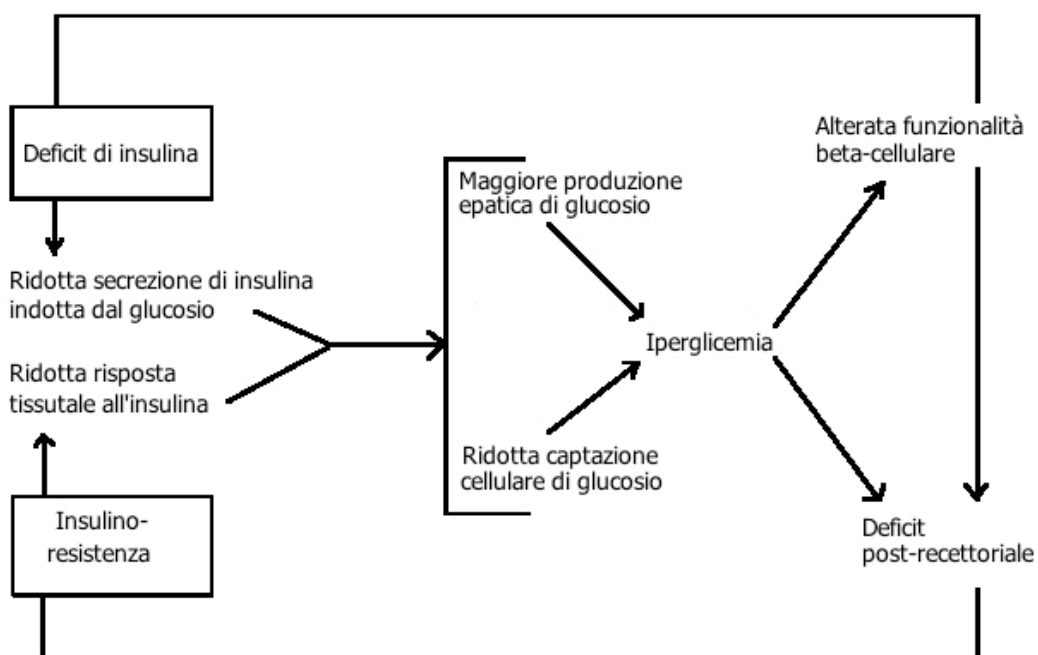 Deficit di insulina
Ridotta secrezione di insulina
indotta dal glucosio
Ridotta risposta
tissutale all'insulina
Insulino-
resistenza
Maggiore produzione
epatica di glucosio
Iperglicemia
Ridotta captazione
cellulare di glucosio
Alterata funzionalità
beta-cellulare
Deficit
post-recettoriale